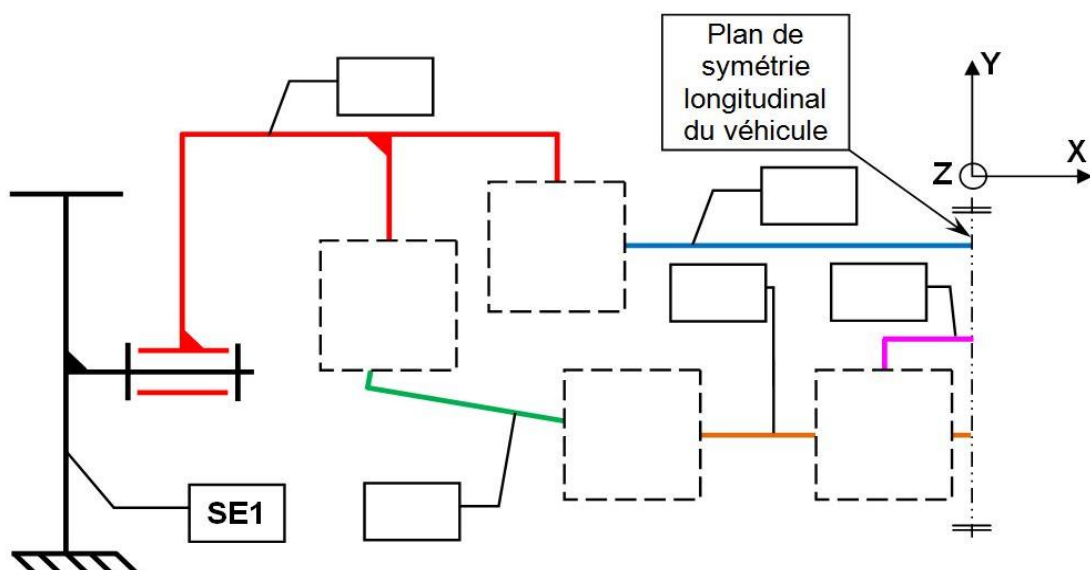 Plan de
symétrie
longitudinal
du véhicule
Y
X
Z
SE1